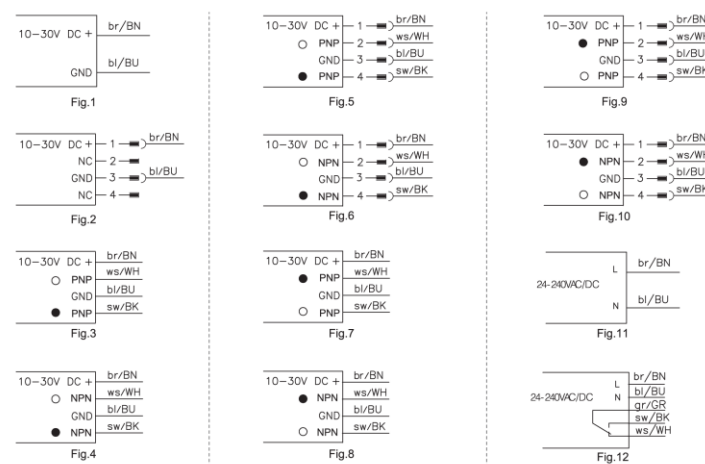 10-30V DC + br/BN
GND bl/BU
Fig.1
10-30V DC + 1 br/BN
NC 2
GND 3 bl/BU
NC 4
Fig.2
10-30V DC + br/BN
PNP ws/WH
GND bl/BU
PNP sw/BK
Fig.3
10-30V DC + br/BN
NPN ws/WH
GND bl/BU
NPN sw/BK
Fig.4
10-30V DC + 1 br/BN
PNP 2 ws/WH
GND 3 bl/BU
PNP 4 sw/BK
Fig.5
10-30V DC + 1 br/BN
NPN 2 ws/WH
GND 3 bl/BU
NPN 4 sw/BK
Fig.6
10-30V DC + br/BN
PNP ws/WH
GND bl/BU
PNP sw/BK
Fig.7
10-30V DC + br/BN
NPN ws/WH
GND bl/BU
NPN sw/BK
Fig.8
10-30V DC + 1 br/BN
PNP 2 ws/WH
GND 3 bl/BU
PNP 4 sw/BK
Fig.9
10-30V DC + 1 br/BN
NPN 2 ws/WH
GND 3 bl/BU
NPN 4 sw/BK
Fig.10
L br/BN
24-240VAC/DC
N bl/BU
Fig.11
L br/BN
24-240VAC/DC N bl/BU
gr/GR
sw/BK
ws/WH
Fig.12